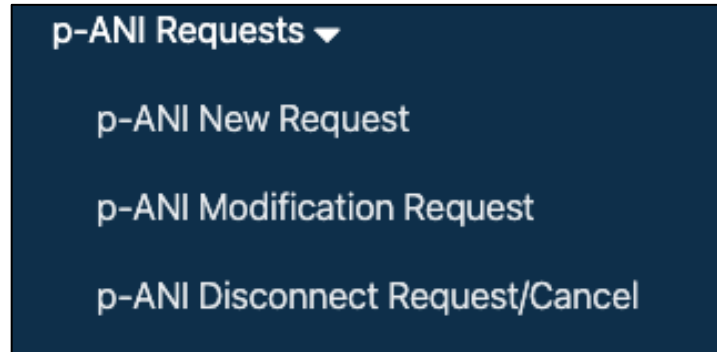 p-ANI Requests
p-ANI New Request
p-ANI Modification Request
p-ANI Disconnect Request/Cancel